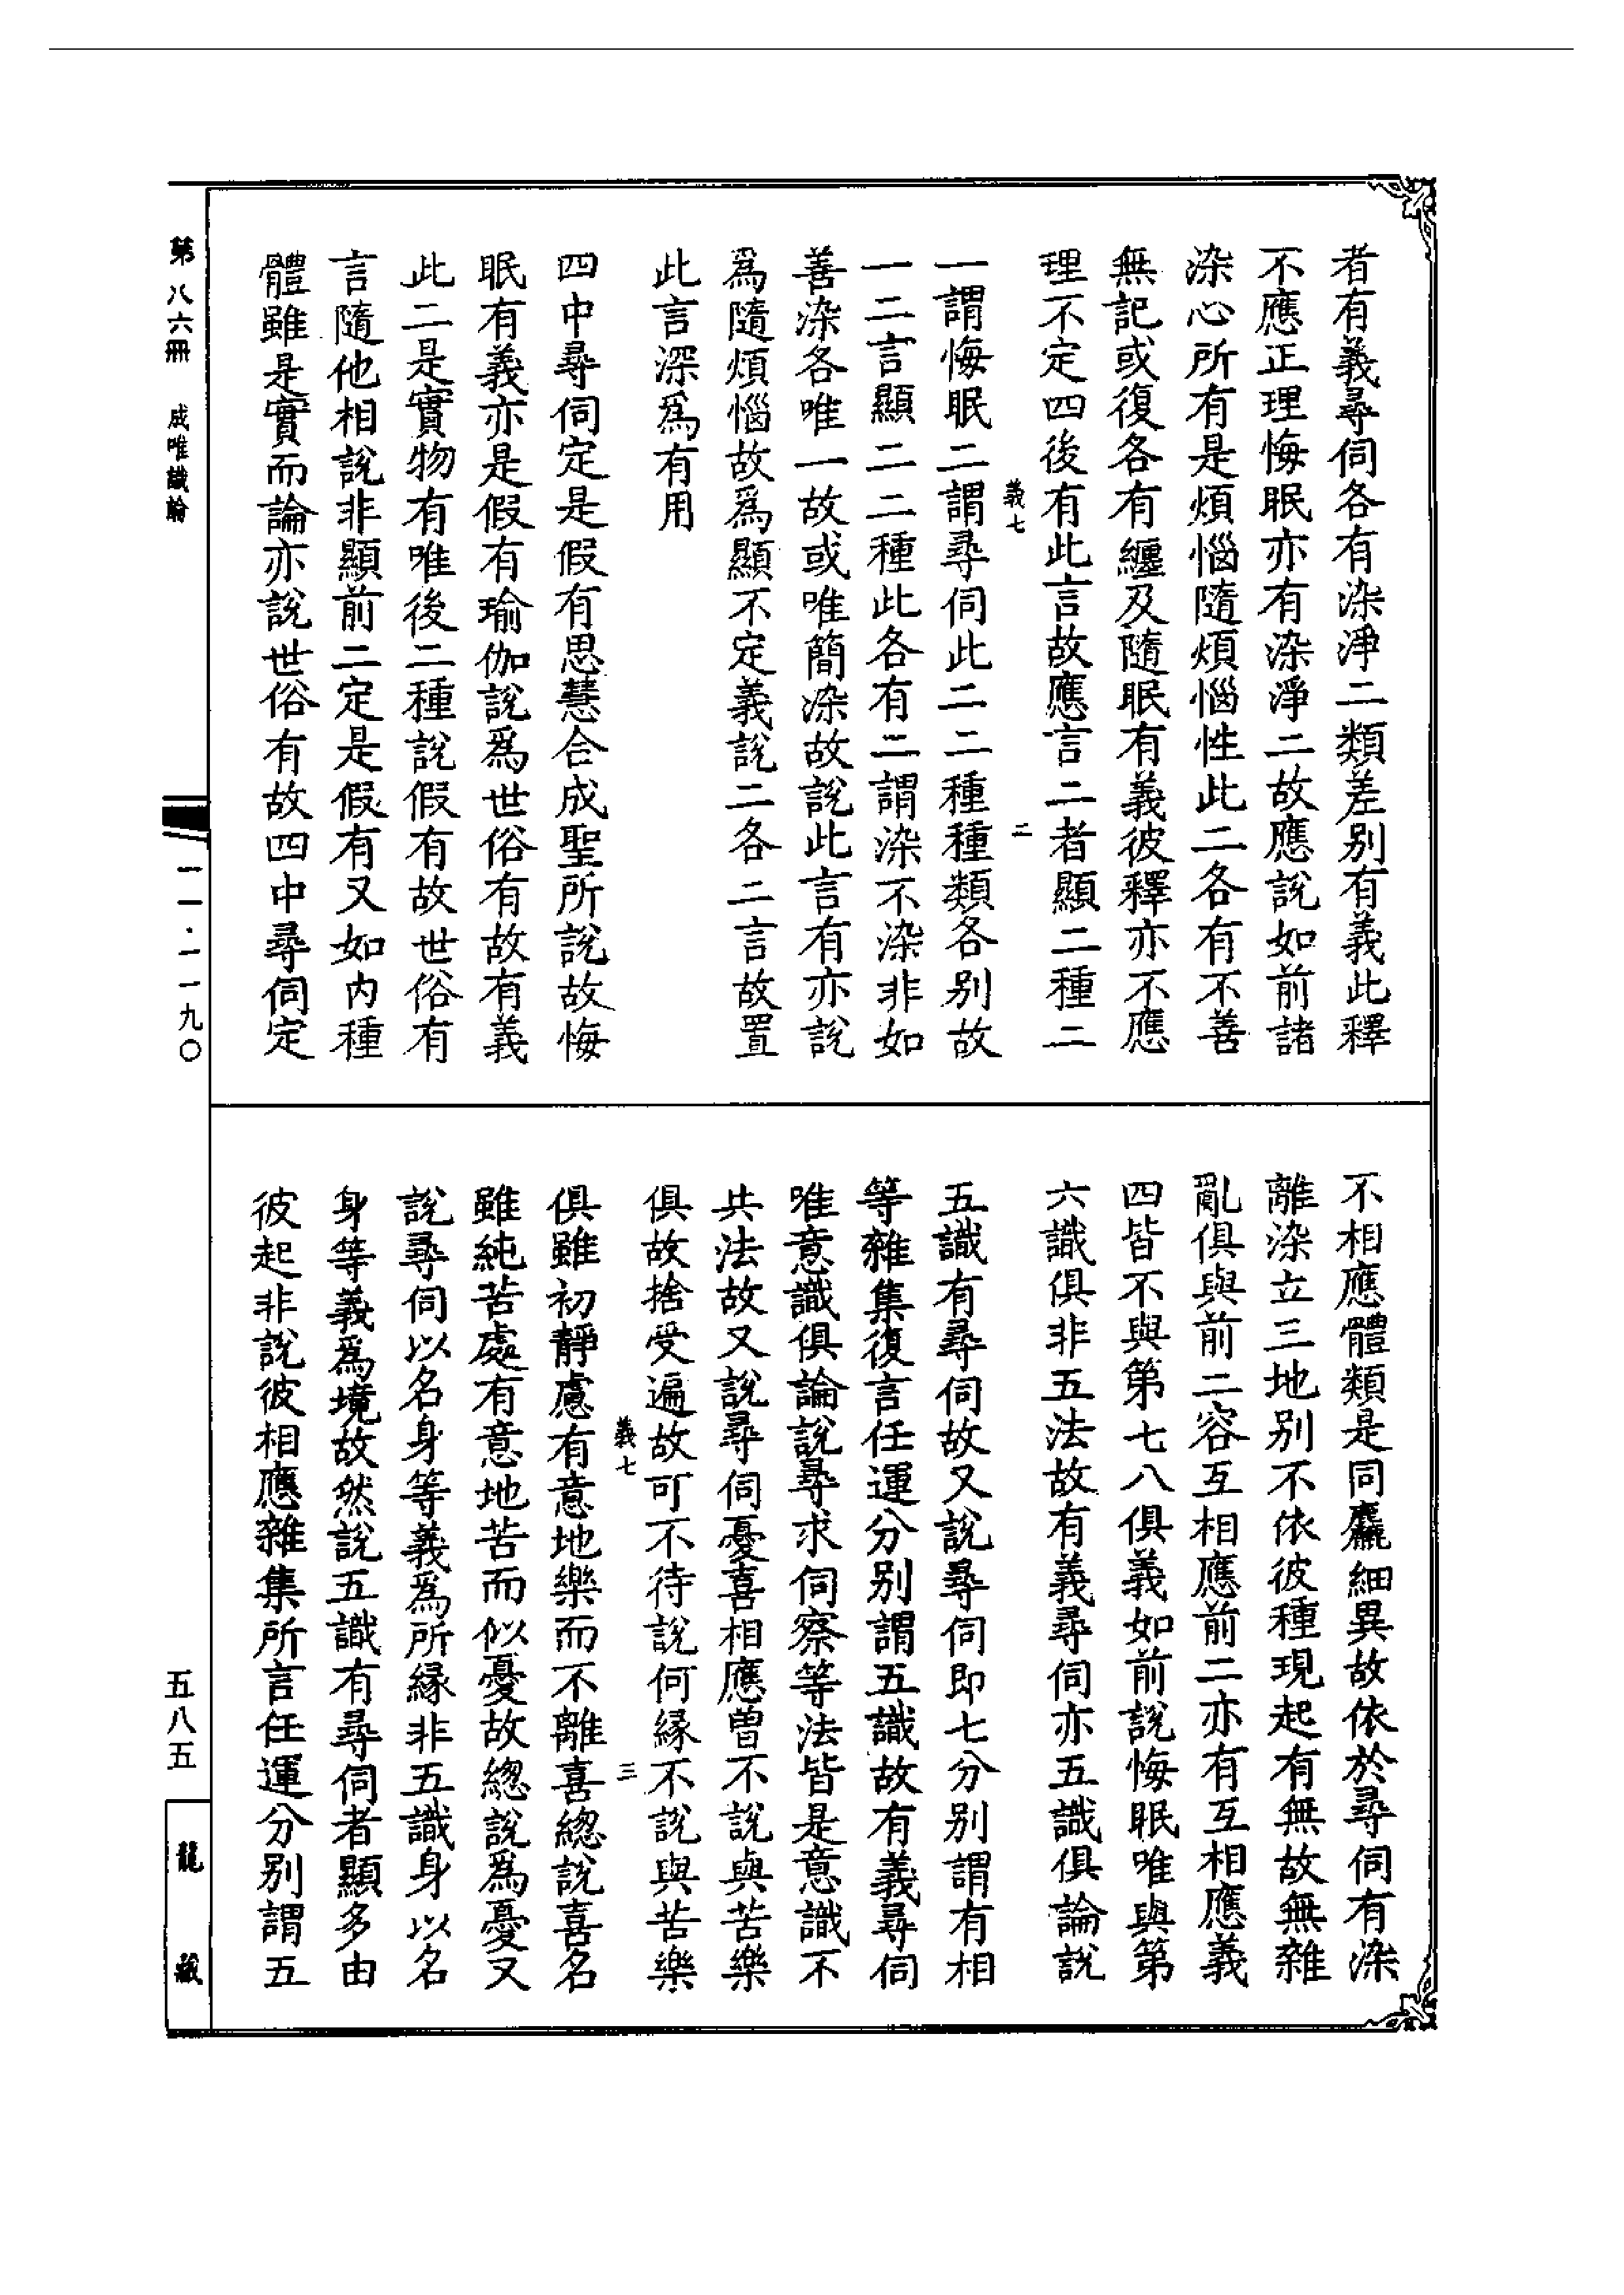 者有義尋伺各有染淨二類差别有義此釋
不應正理悔眠亦有染淨二故應說如前諸
染心所有是煩惱隨煩惱性此二各有不善
無記或復各有纏及隨眠有義彼釋亦不應
理不定四後有此言故應言二者顯二種二
義七 二
一謂悔眠二謂尋伺此二二種種類各别故
一二言顯二二種此各有二謂染不染非如
善染各唯一故或唯簡染故說此言有亦說
爲隨煩惱故爲顯不定義說二各二言故置
此言深爲有用
四中尋伺定是假有思慧合成聖所說故悔
眠有義亦是假有瑜伽說爲世俗有故有義
此二是實物有唯後二種說假有故世俗有
言隨他相說非顯前二定是假有又如内種
體雖是實而論亦說世俗有故四中尋伺定
第八六冊 成唯識論
一一·一一九〇
不相應體類是同麤細異故依於尋伺有染
離染立三地别不依彼種現起有無故無雜
亂俱與前二容互相應前二亦有互相應義
四皆不與第七八俱義如前說悔眠唯與第
六識俱非五法故有義尋伺亦五識俱論說
五識有尋伺故又說尋伺即七分别謂有相
等雜集復言任運分别謂五識故有義尋伺
唯意識俱論說尋求伺察等法皆是意識不
共法故又說尋伺憂喜相應曽不說與苦樂
俱故捨受遍故可不待說何縁不說與苦樂
義七 三
俱雖初靜慮有意地樂而不離喜總說喜名
雖純苦處有意地苦而似憂故總說爲憂又
說尋伺以名身等義爲所縁非五識身以名
身等義爲境故然說五識有尋伺者顯多由
彼起非說彼相應雜集所言任運分别謂五
五八五
龍藏